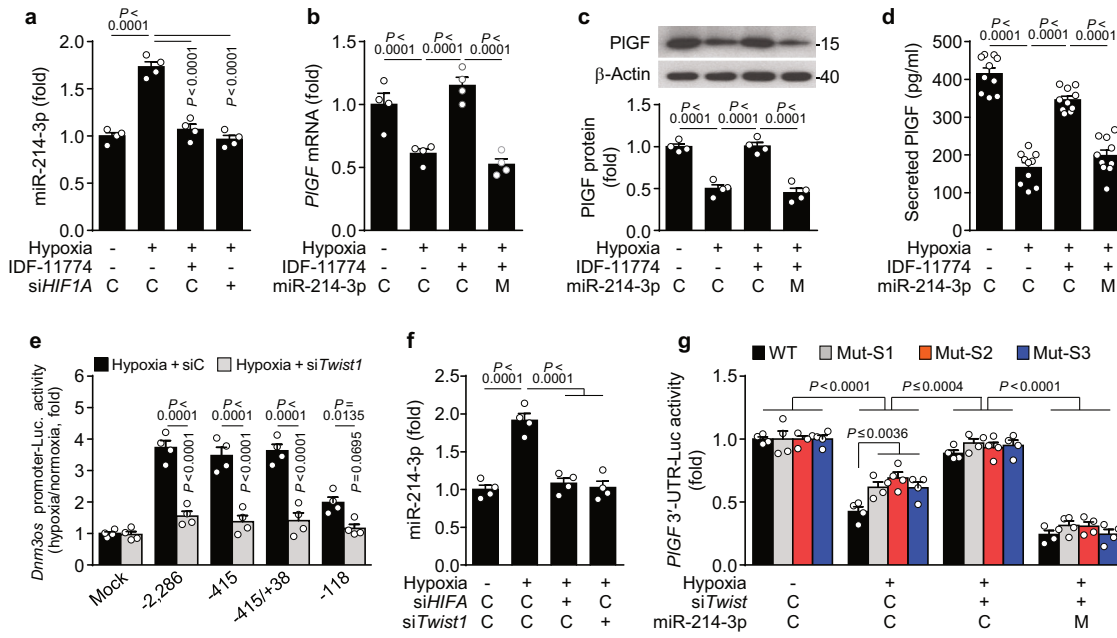 a
P <
0.0001
P < 0.0001
P < 0.0001
miR-214-3p (fold)
2.0
1.5
1.0
0.5
0
Hypoxia - + + +
IDF-11774 - - + -
siHIF1A C C C +
b
P <
0.0001
P <
0.0001
P <
0.0001
PlGF mRNA (fold)
1.5
1.0
0.5
0
Hypoxia - + + +
IDF-11774 - - + +
miR-214-3p C C C M
c
PlGF -15
β-Actin -40
P <
0.0001
P <
0.0001
P <
0.0001
PlGF protein
(fold)
1.5
1.0
0.5
0
Hypoxia - + + +
IDF-11774 - - + +
miR-214-3p C C C M
d
P <
0.0001
P <
0.0001
P <
0.0001
Secreted PlGF
(pg/ml)
500
400
300
200
100
0
Hypoxia - + + +
IDF-11774 - - + +
miR-214-3p C C C M
e
Hypoxia + siC Hypoxia + siTwist1
P <
0.0001
P <
0.0001
P <
0.0001
P =
0.0135
P < 0.0001
P < 0.0001
P < 0.0001
P = 0.0695
Dnm3os promoter-Luc. activity
(hypoxia/normoxia, fold)
6
5
4
3
2
1
0
Mock
-2,286
-415
-415/+38
-118
f
P <
0.0001
P <
0.0001
miR-214-3p (fold)
2.5
2.0
1.5
1.0
0.5
0
Hypoxia - + + +
siHIFA C C + C
siTwist1 C C C +
g
WT Mut-S1 Mut-S2 Mut-S3
P < 0.0001
P ≤ 0.0004
P < 0.0001
P ≤ 0.0036
PlGF 3′-UTR-Luc activity
(fold)
1.5
1.0
0.5
0
Hypoxia - + + +
siTwist C C + +
miR-214-3p C C C M